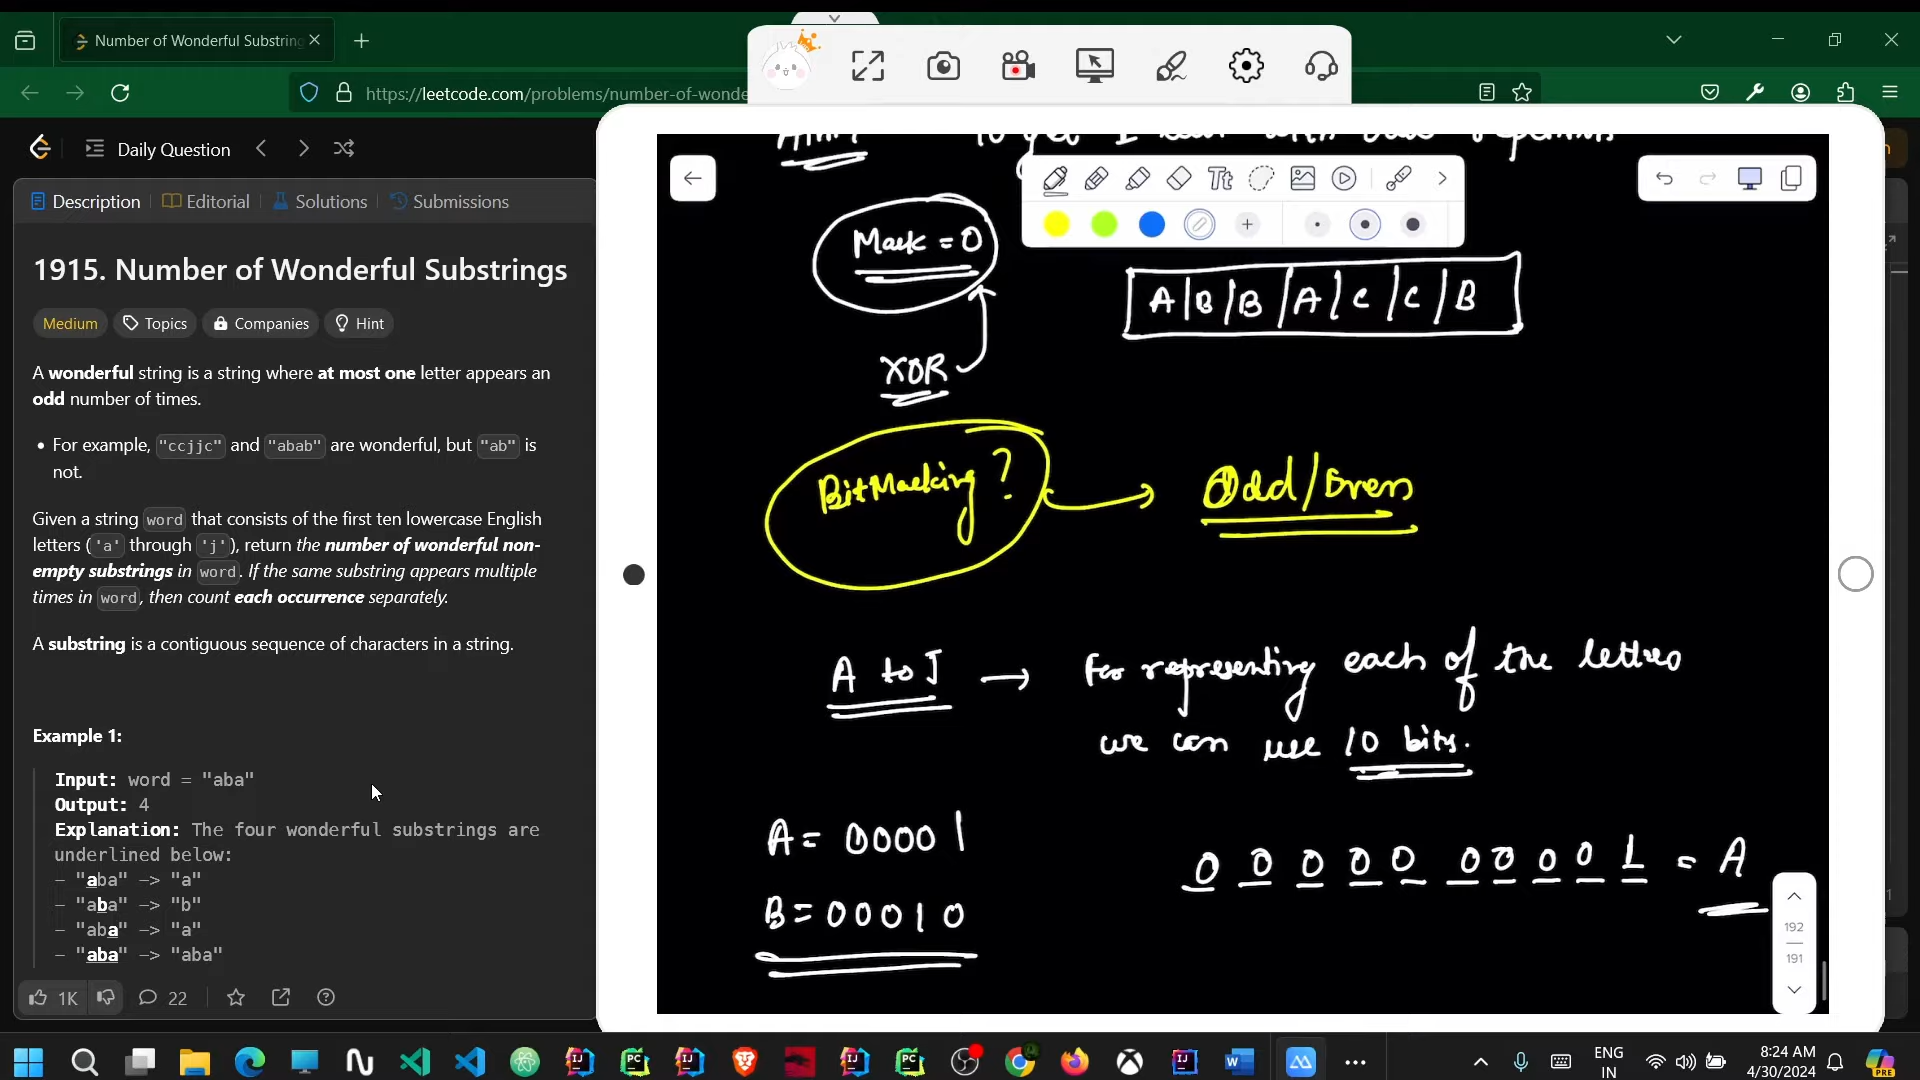 Number of Wonderful Substring
https://leetcode.com/problems/number-of-wonde
Daily Question
Description
Editorial
Solutions
Submissions
1915. Number of Wonderful Substrings
Medium
Topics
Companies
Hint
A wonderful string is a string where at most one letter appears an
odd number of times.
• For example, "ccjjc" and "abab" are wonderful, but "ab" is
not.
Given a string word that consists of the first ten lowercase English
letters ('a' through 'j'), return the number of wonderful non-
empty substrings in word. If the same substring appears multiple
times in word, then count each occurrence separately.
A substring is a contiguous sequence of characters in a string.
Example 1:
Input: word = "aba"
Output: 4
Explanation: The four wonderful substrings are
underlined below:
- "aba" -> "a"
- "aba" -> "b"
- "aba" -> "a"
- "aba" -> "aba"
1K
22
Tt
Mask = 0
A|B|B|A|C|C|B
XOR
BitMasking?
Odd/Even
A to J → For representing each of the letters
we can use 10 bits.
A = 00001
0 0 0 0 0 0 0 0 0 1 = A
B = 00010
192
191
ENG
IN
8:24 AM
4/30/2024
PRE